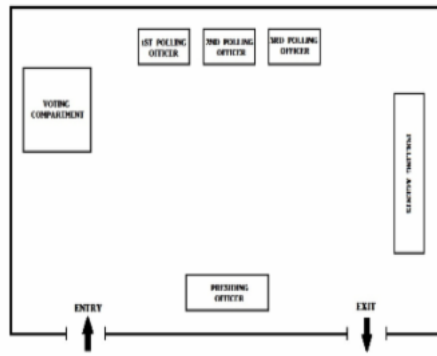 1ST POLLING
OFFICER
2ND POLLING
OFFICER
3RD POLLING
OFFICER
VOTING
COMPARTMENT
POLLING AGENTS
PRESIDING
OFFICER
ENTRY
EXIT